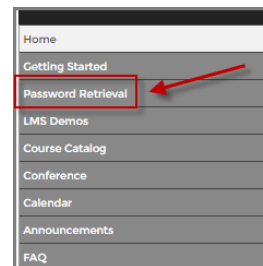 Home
Getting Started
Password Retrieval
LMS Demos
Course Catalog
Conference
Calendar
Announcements
FAQ